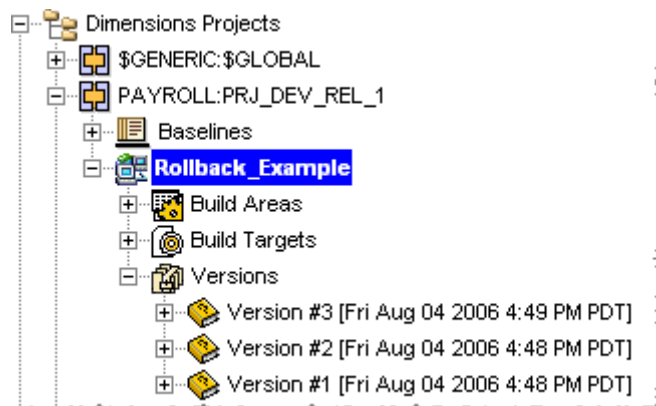 Dimensions Projects
$GENERIC:$GLOBAL
PAYROLL:PRJ_DEV_REL_1
Baselines
Rollback_Example
Build Areas
Build Targets
Versions
Version #3 [Fri Aug 04 2006 4:49 PM PDT]
Version #2 [Fri Aug 04 2006 4:48 PM PDT]
Version #1 [Fri Aug 04 2006 4:48 PM PDT]